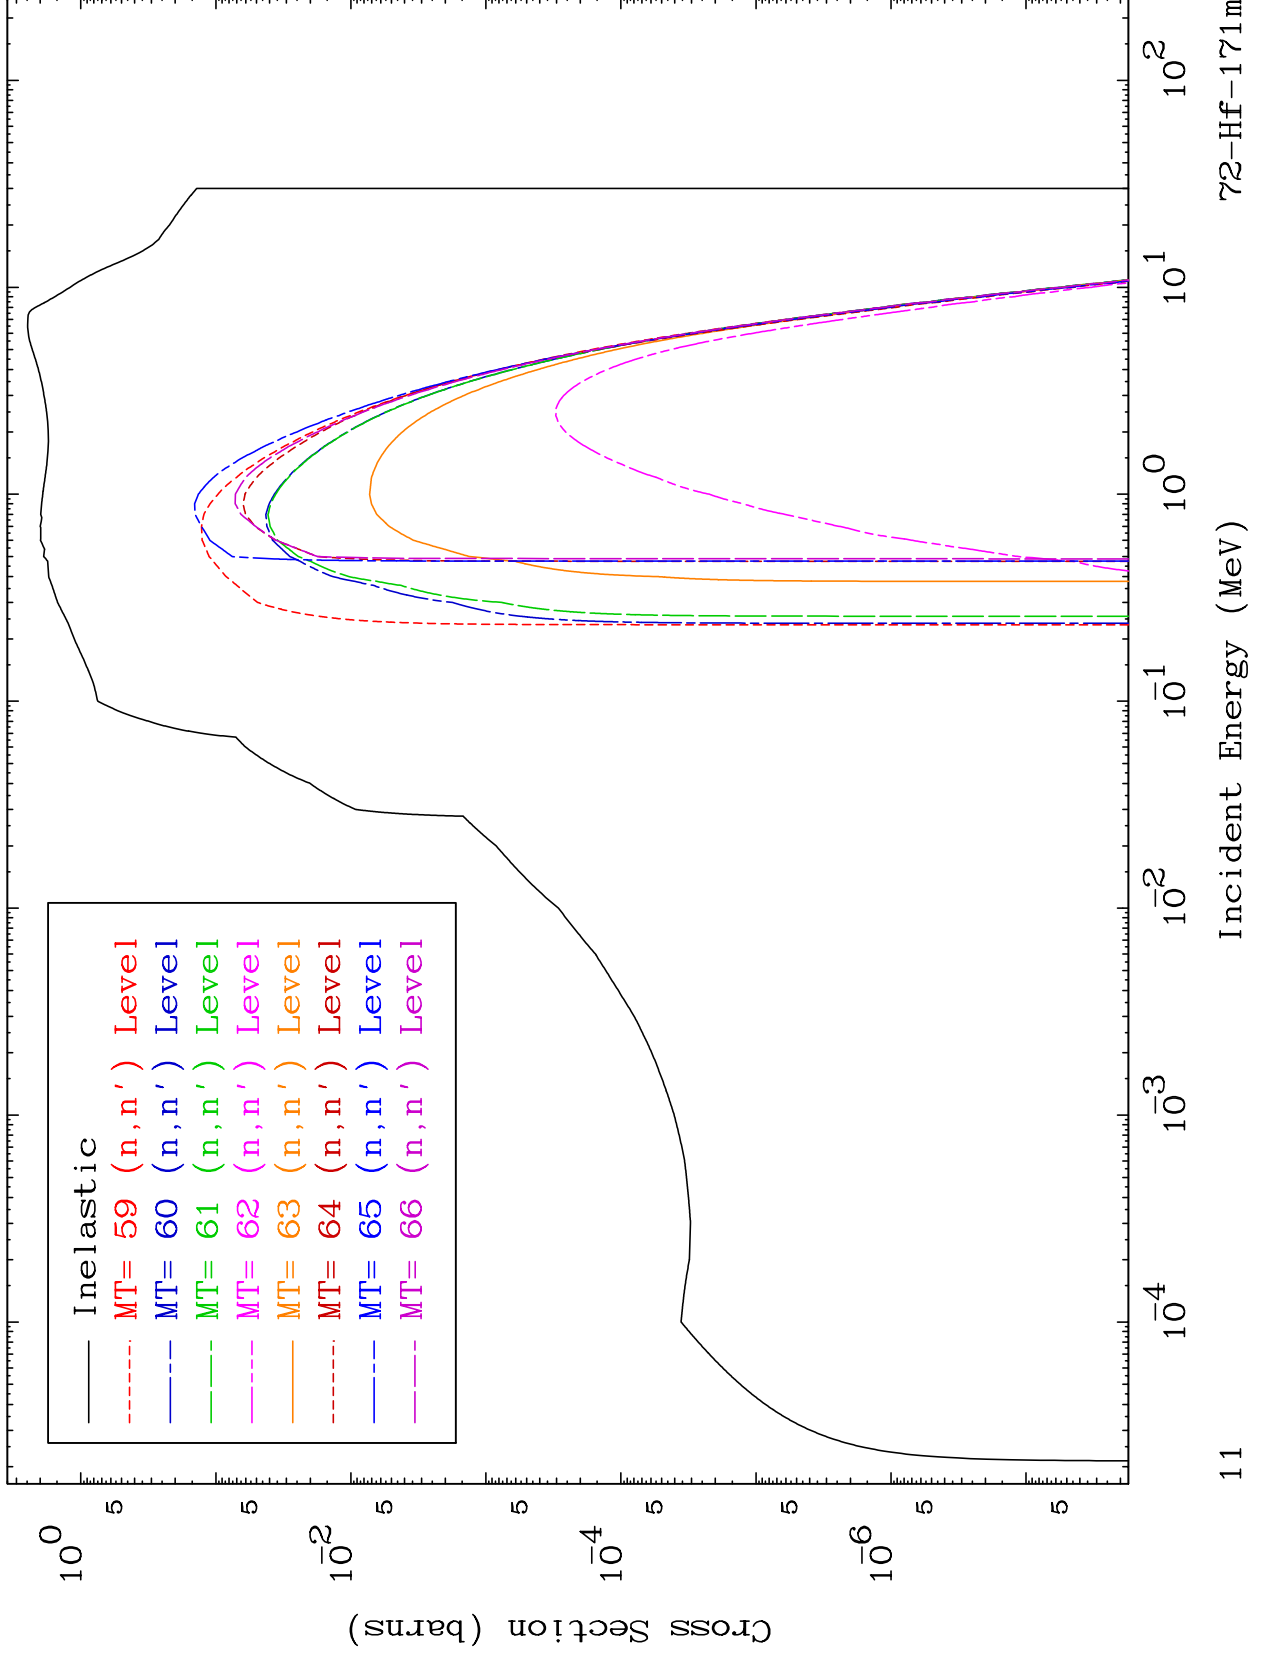 Inelastic
MT= 59 (n,n') Level
MT= 60 (n,n') Level
MT= 61 (n,n') Level
MT= 62 (n,n') Level
MT= 63 (n,n') Level
MT= 64 (n,n') Level
MT= 65 (n,n') Level
MT= 66 (n,n') Level
Cross Section (barns)
10^0
5
5
10^-2
5
5
10^-4
5
5
10^-6
5
5
10^-4
10^-3
10^-2
10^-1
10^0
10^1
10^2
Incident Energy (MeV)
11
72-Hf-171m